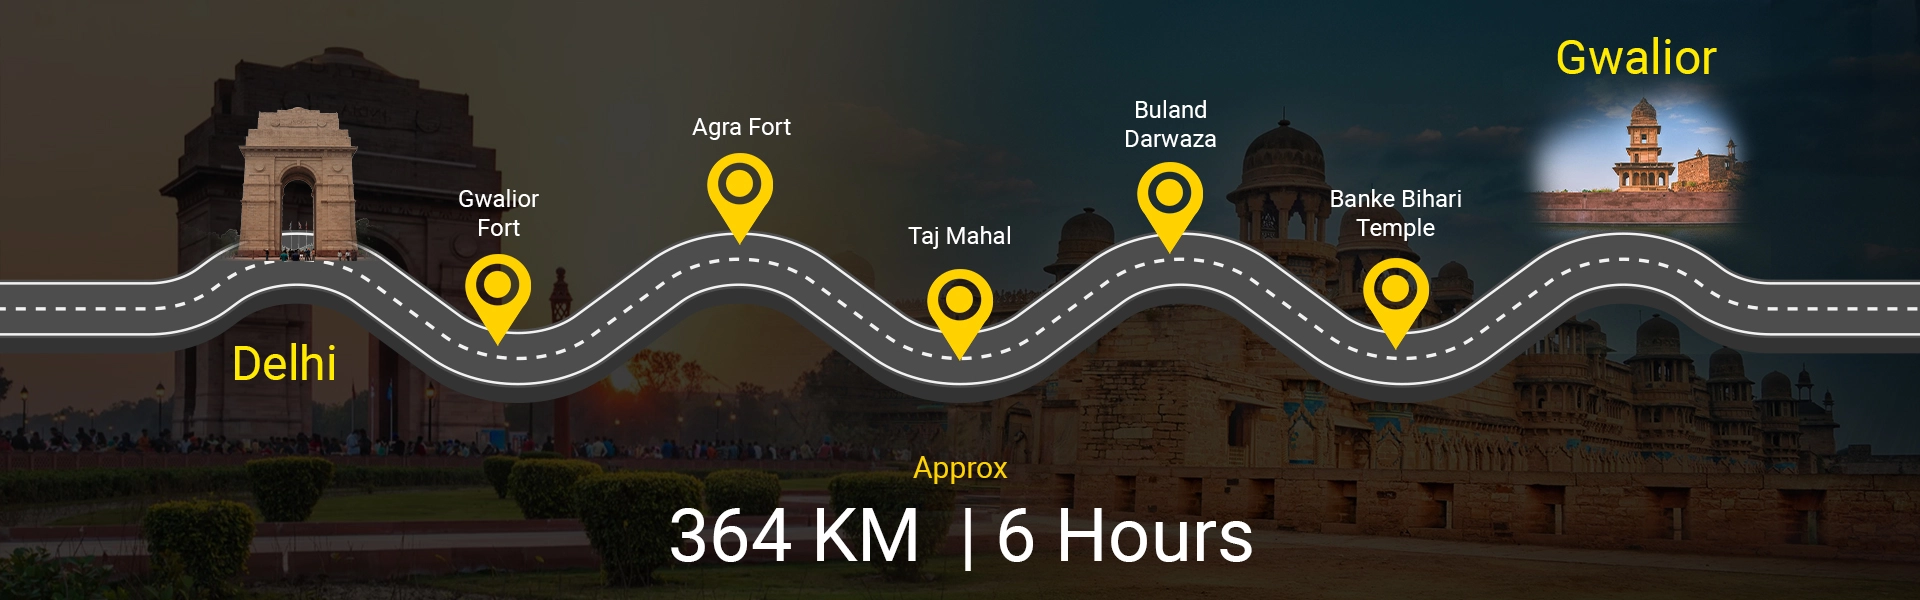 Gwalior
Delhi
Gwalior
Fort
Agra Fort
Taj Mahal
Buland
Darwaza
Banke Bihari
Temple
Approx
364 KM | 6 Hours